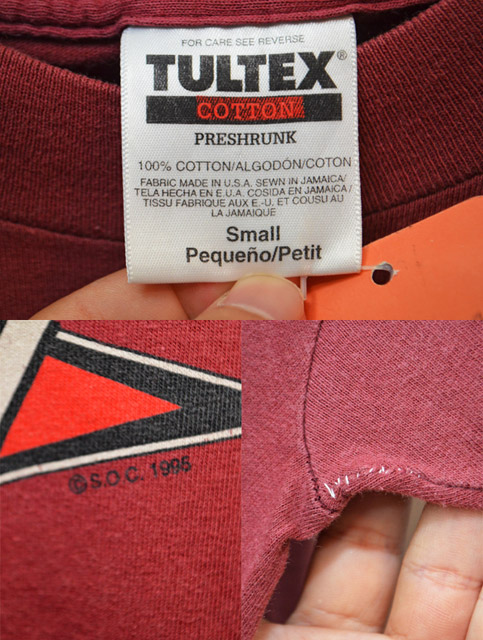 FOR CARE SEE REVERSE
TULTEX®
COTTON
PRESHRUNK
100% COTTON/ALGODÓN/COTON
FABRIC MADE IN U.S.A. SEWN IN JAMAICA/
TELA HECHA EN E.U.A. COSIDA EN JAMAICA/
TISSU FABRIQUE AUX E.-U. ET COUSU AU
LA JAMAIQUE
Small
Pequeño/Petit
© S.O.C. 1995